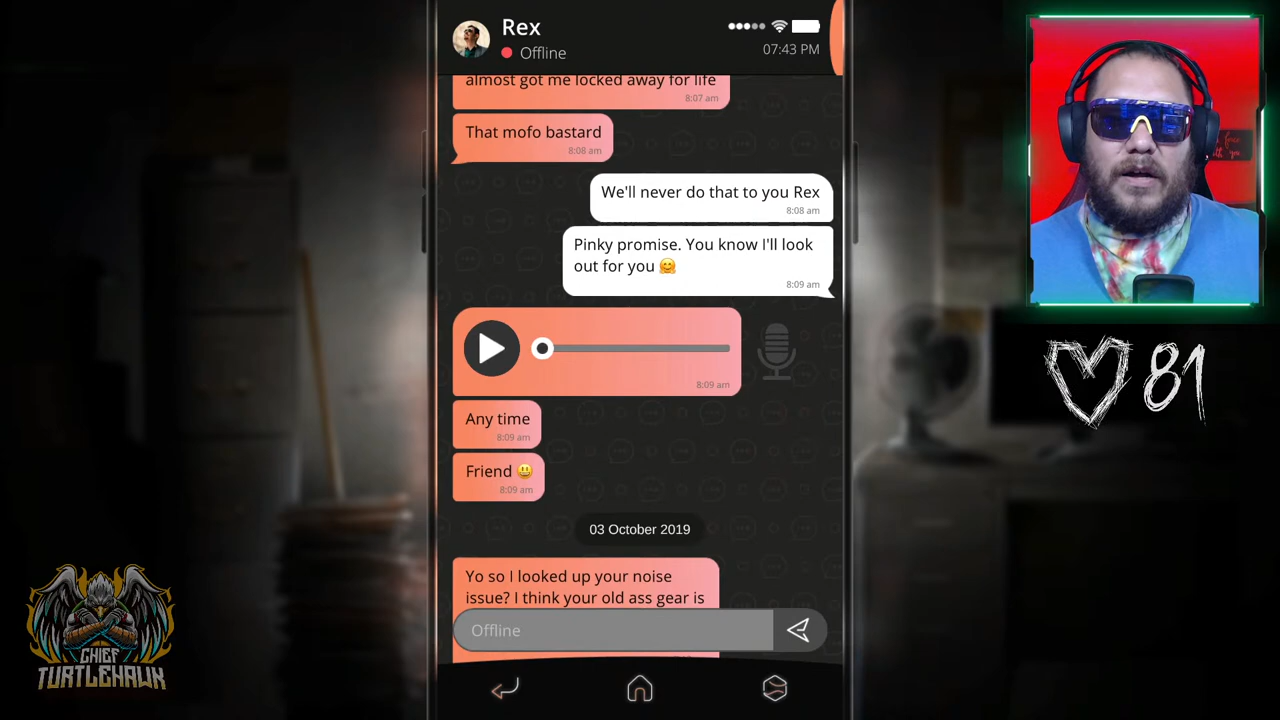 Rex
Offline
07:43 PM
almost got me locked away for life
8:07 am
That mofo bastard
8:08 am
We'll never do that to you Rex
8:08 am
Pinky promise. You know I'll look
out for you 🤗
8:09 am
8:09 am
Any time
8:09 am
Friend 😃
8:09 am
03 October 2019
Yo so I looked up your noise
issue? I think your old ass gear is
Offline
81
CHIEF
TURTLEHAWK